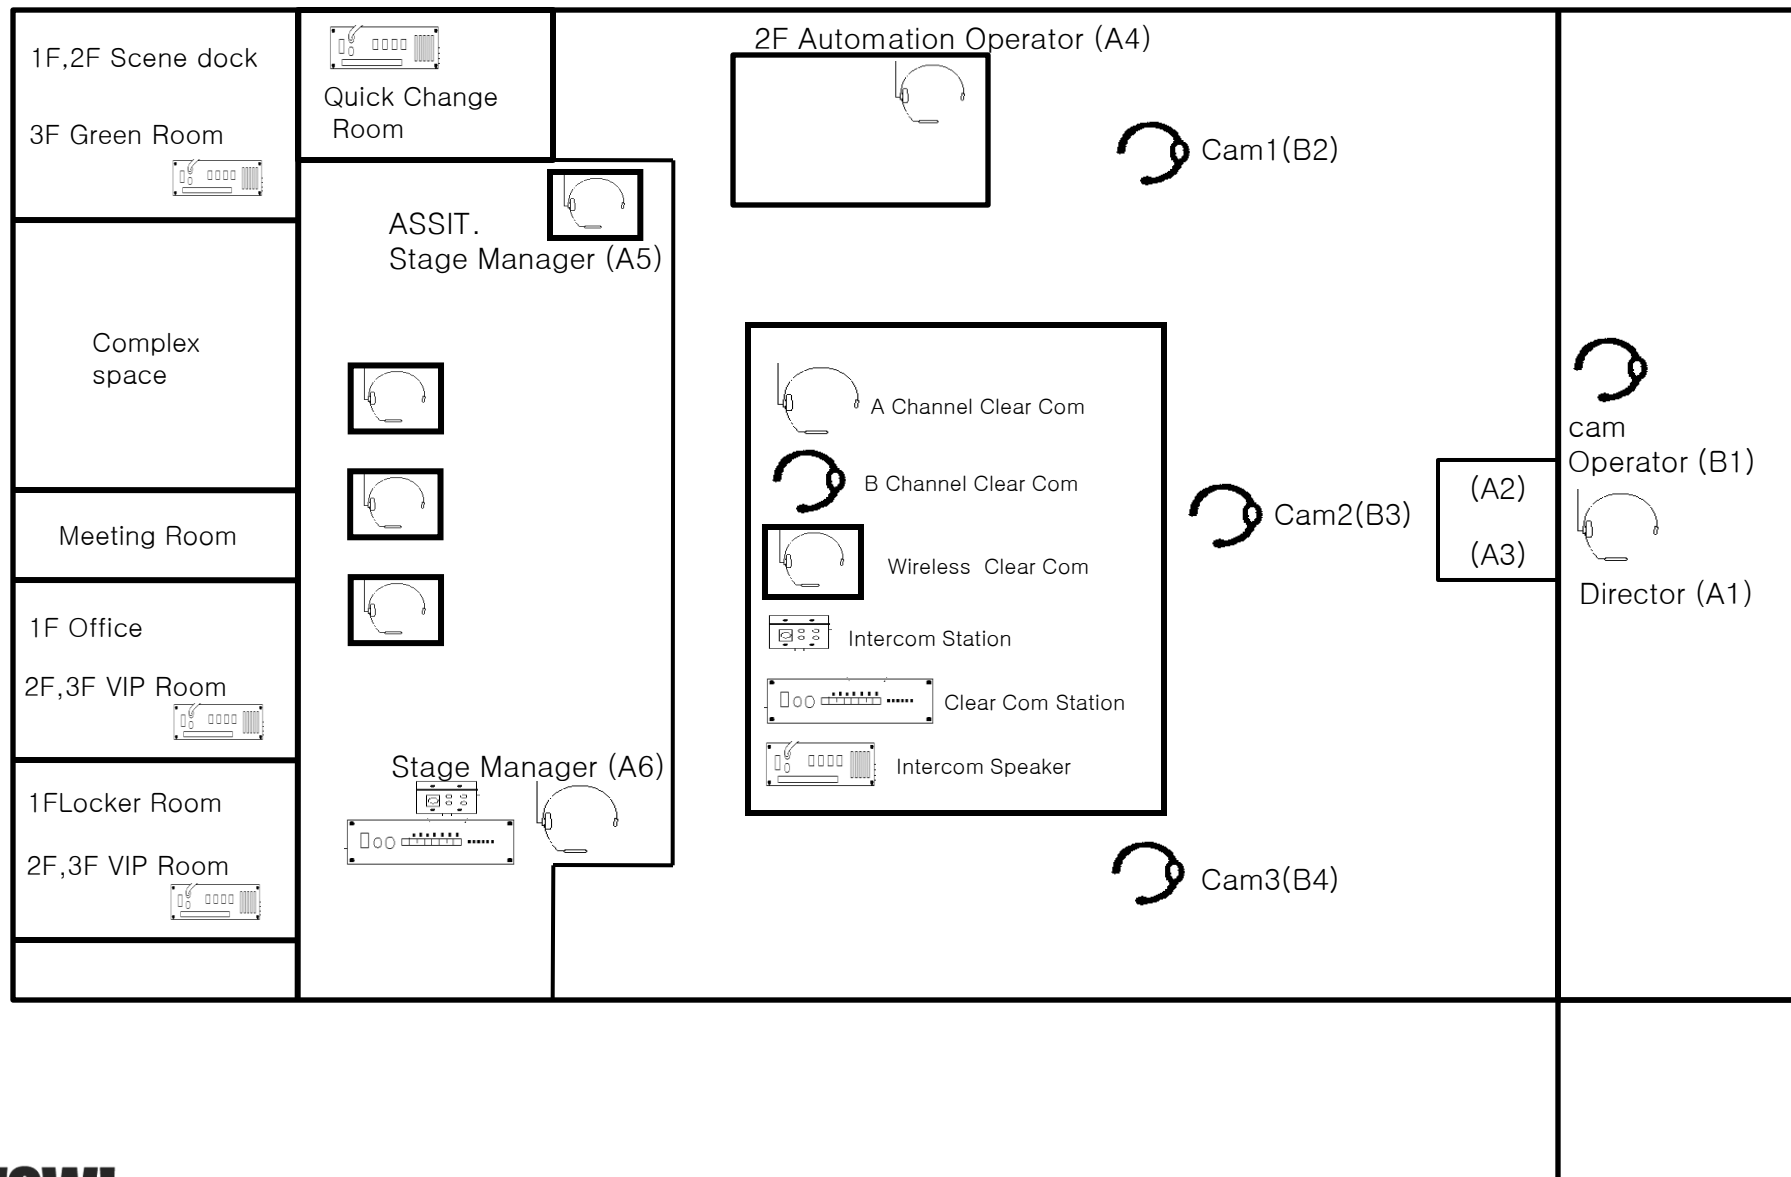 1F,2F Scene dock
3F Green Room
Quick Change
Room
2F Automation Operator (A4)
Cam1(B2)
ASSIT.
Stage Manager (A5)
Complex
space
Meeting Room
1F Office
2F,3F VIP Room
1FLocker Room
2F,3F VIP Room
Stage Manager (A6)
A Channel Clear Com
B Channel Clear Com
Wireless Clear Com
Intercom Station
Clear Com Station
Intercom Speaker
Cam2(B3)
Cam3(B4)
(A2)
(A3)
cam
Operator (B1)
Director (A1)